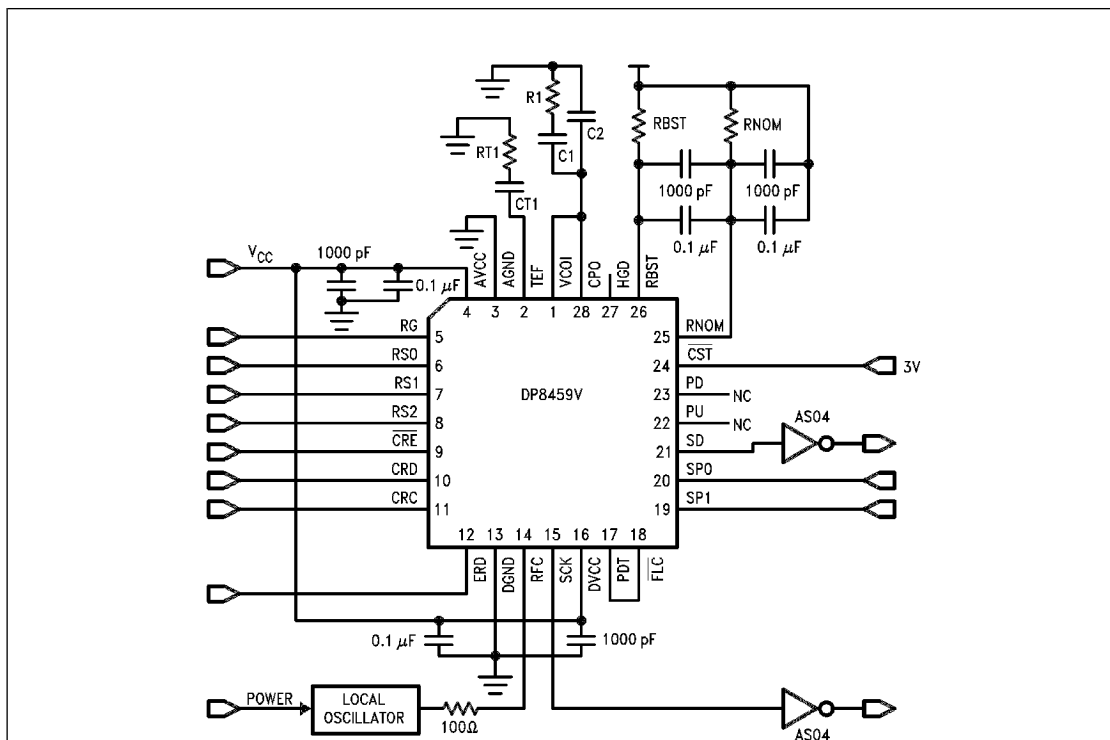 R1
C2
C1
RT1
CT1
RBST
RNOM
1000 pF
1000 pF
0.1 µF
0.1 µF
VCC
1000 pF
0.1 µF
AVCC
AGND
TEF
VCOI
CPO
HGD
RBST
4
3
2
1
28
27
26
RG
5
RS0
6
RS1
7
RS2
8
CRE
9
CRD
10
CRC
11
DP8459V
25
RNOM
24
CST
3V
23
PD
NC
22
PU
NC
21
SD
AS04
20
SP0
19
SP1
12
13
14
15
16
17
18
ERD
DGND
RFC
SCK
DVCC
PDT
FLC
0.1 µF
1000 pF
POWER
LOCAL
OSCILLATOR
100Ω
AS04